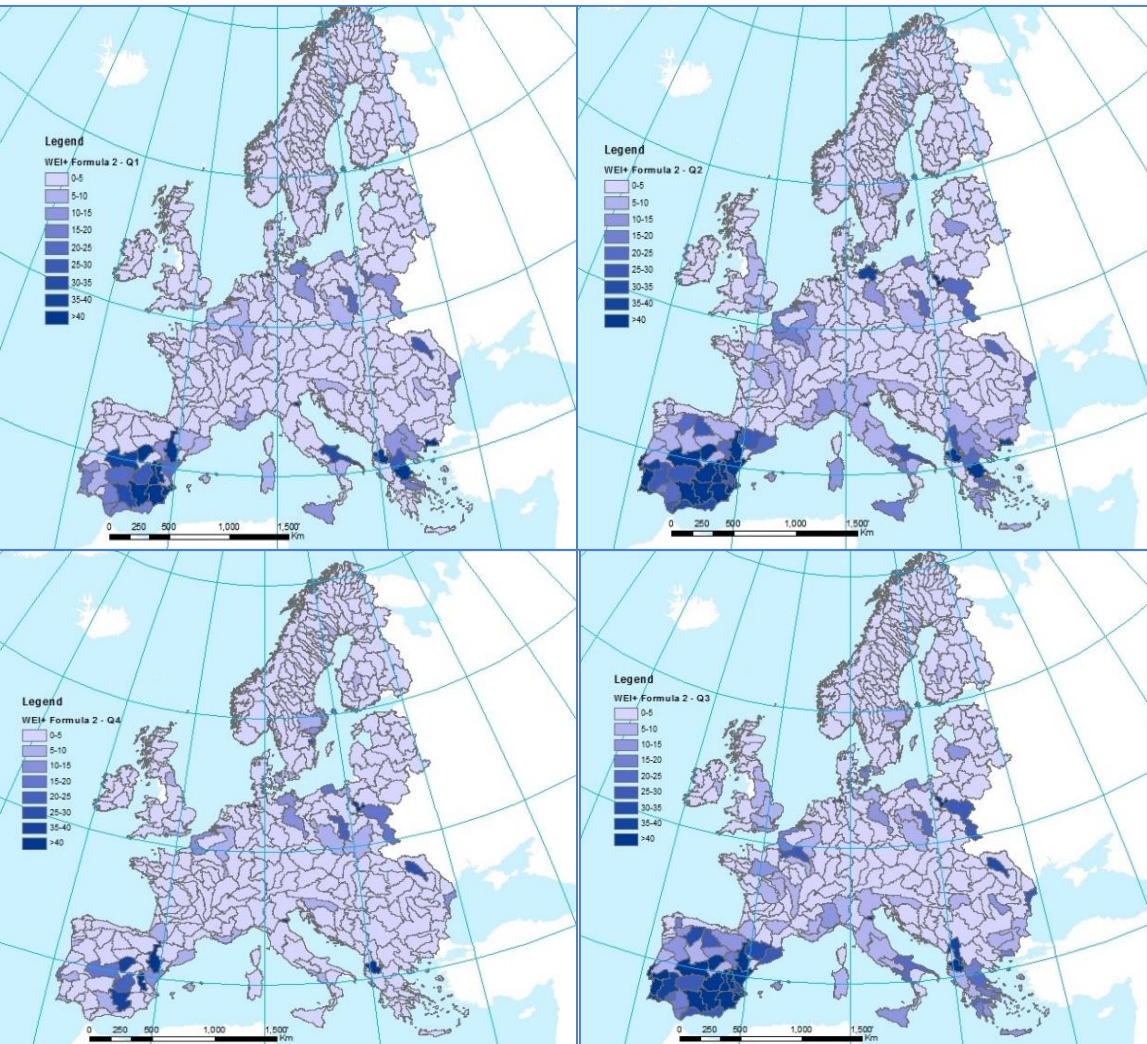 Legend
WEI+ Formula 2 - Q1
0-5
5-10
10-15
15-20
20-25
25-30
30-35
35-40
>40
0 250 500 1,000 1,500
Km
Legend
WEI+ Formula 2 - Q2
0-5
5-10
10-15
15-20
20-25
25-30
30-35
35-40
>40
0 250 500 1,000 1,500
Km
Legend
WEI+ Formula 2 - Q4
0-5
5-10
10-15
15-20
20-25
25-30
30-35
35-40
>40
0 250 500 1,000 1,500
Km
Legend
WEI+ Formula 2 - Q3
0-5
5-10
10-15
15-20
20-25
25-30
30-35
35-40
>40
0 250 500 1,000 1,500
Km